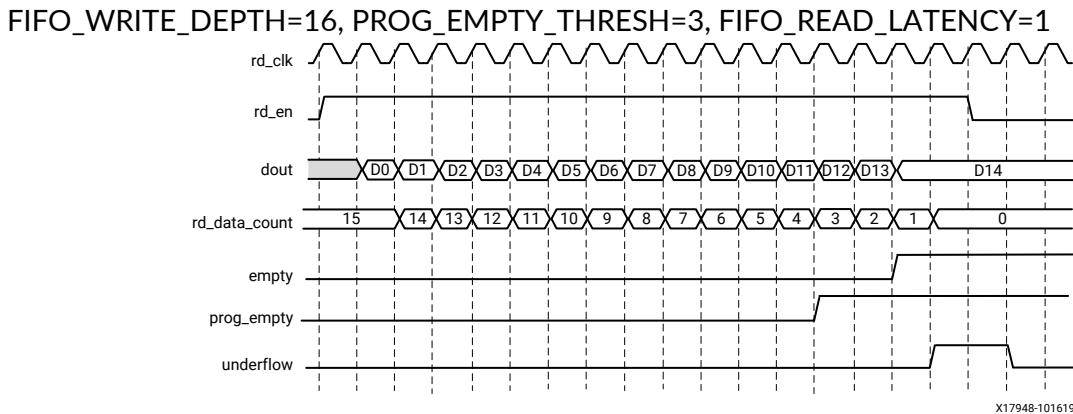 FIFO_WRITE_DEPTH=16, PROG_EMPTY_THRESH=3, FIFO_READ_LATENCY=1
rd_clk
rd_en
dout D0 D1 D2 D3 D4 D5 D6 D7 D8 D9 D10 D11 D12 D13 D14
rd_data_count 15 14 13 12 11 10 9 8 7 6 5 4 3 2 1 0
empty
prog_empty
underflow
X17948-101619